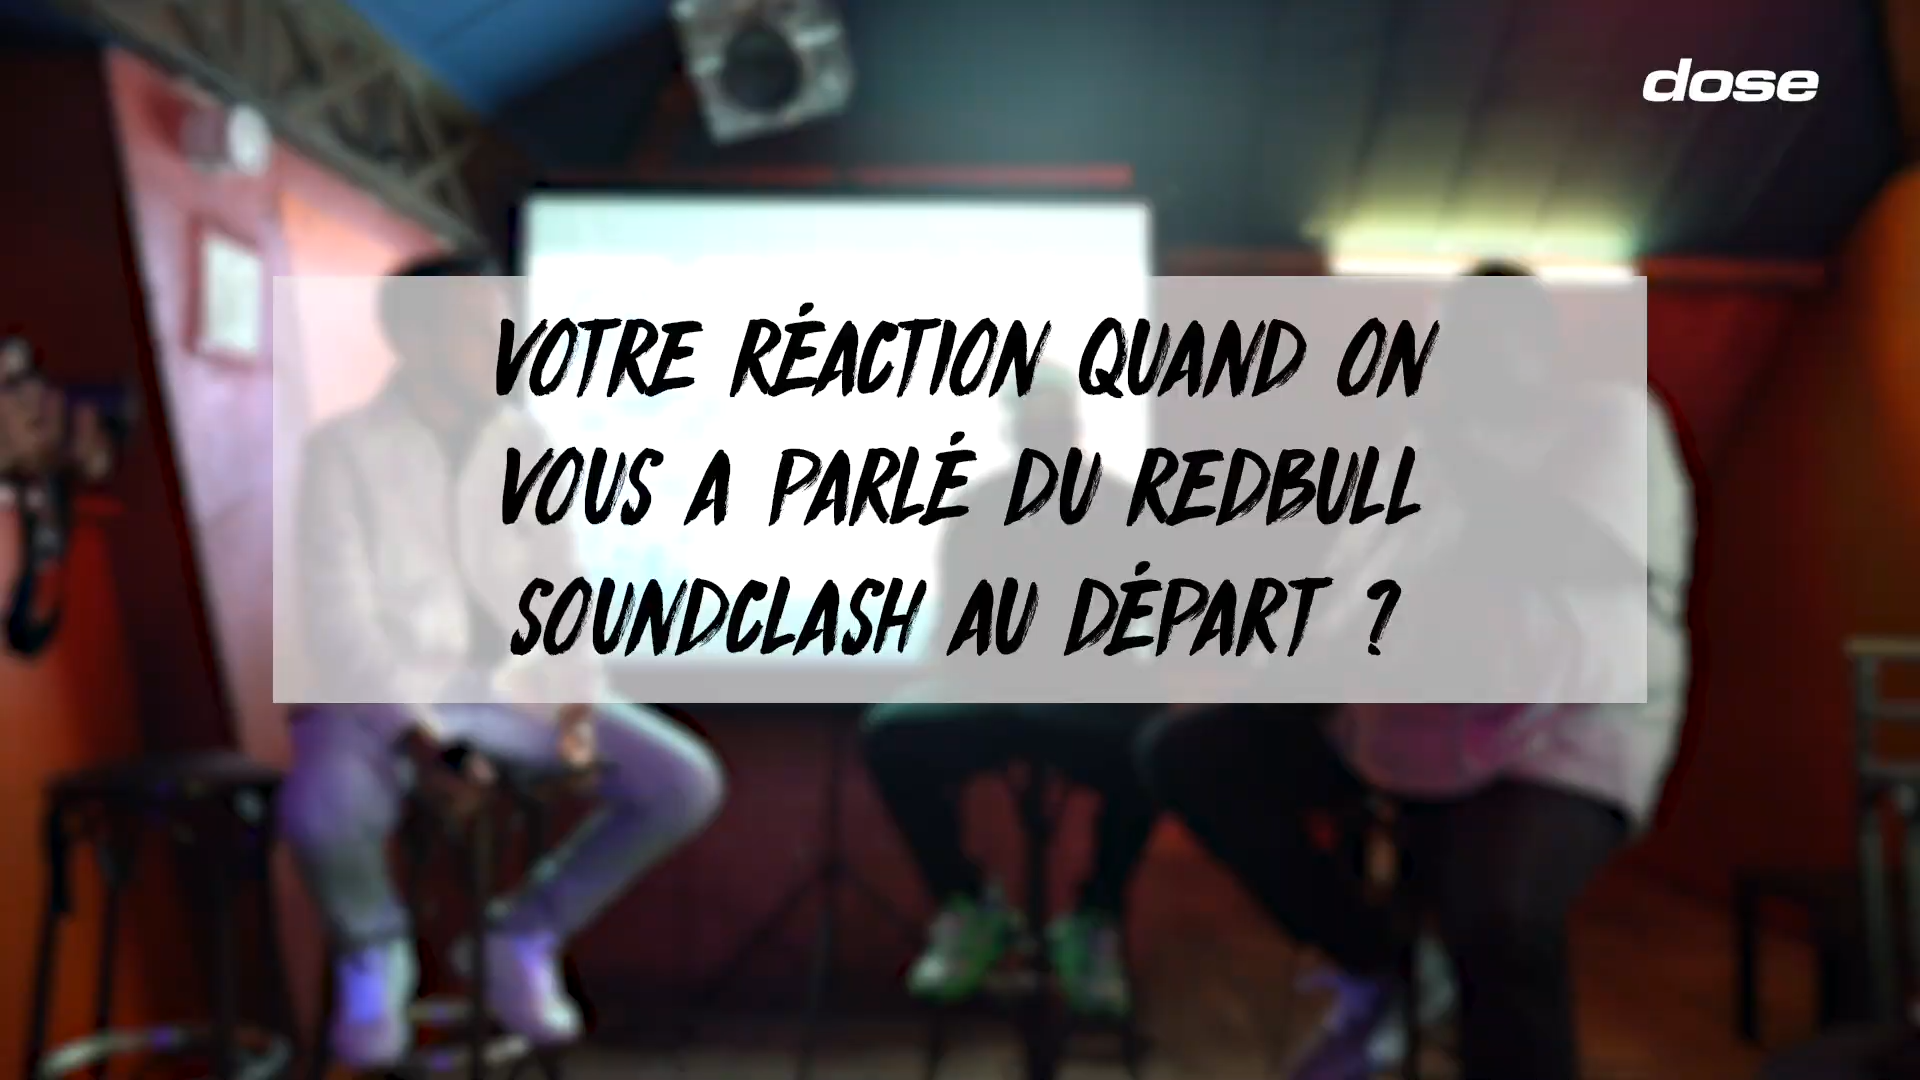 dose
VOTRE RÉACTION QUAND ON
VOUS A PARLÉ DU REDBULL
SOUNDCLASH AU DÉPART ?